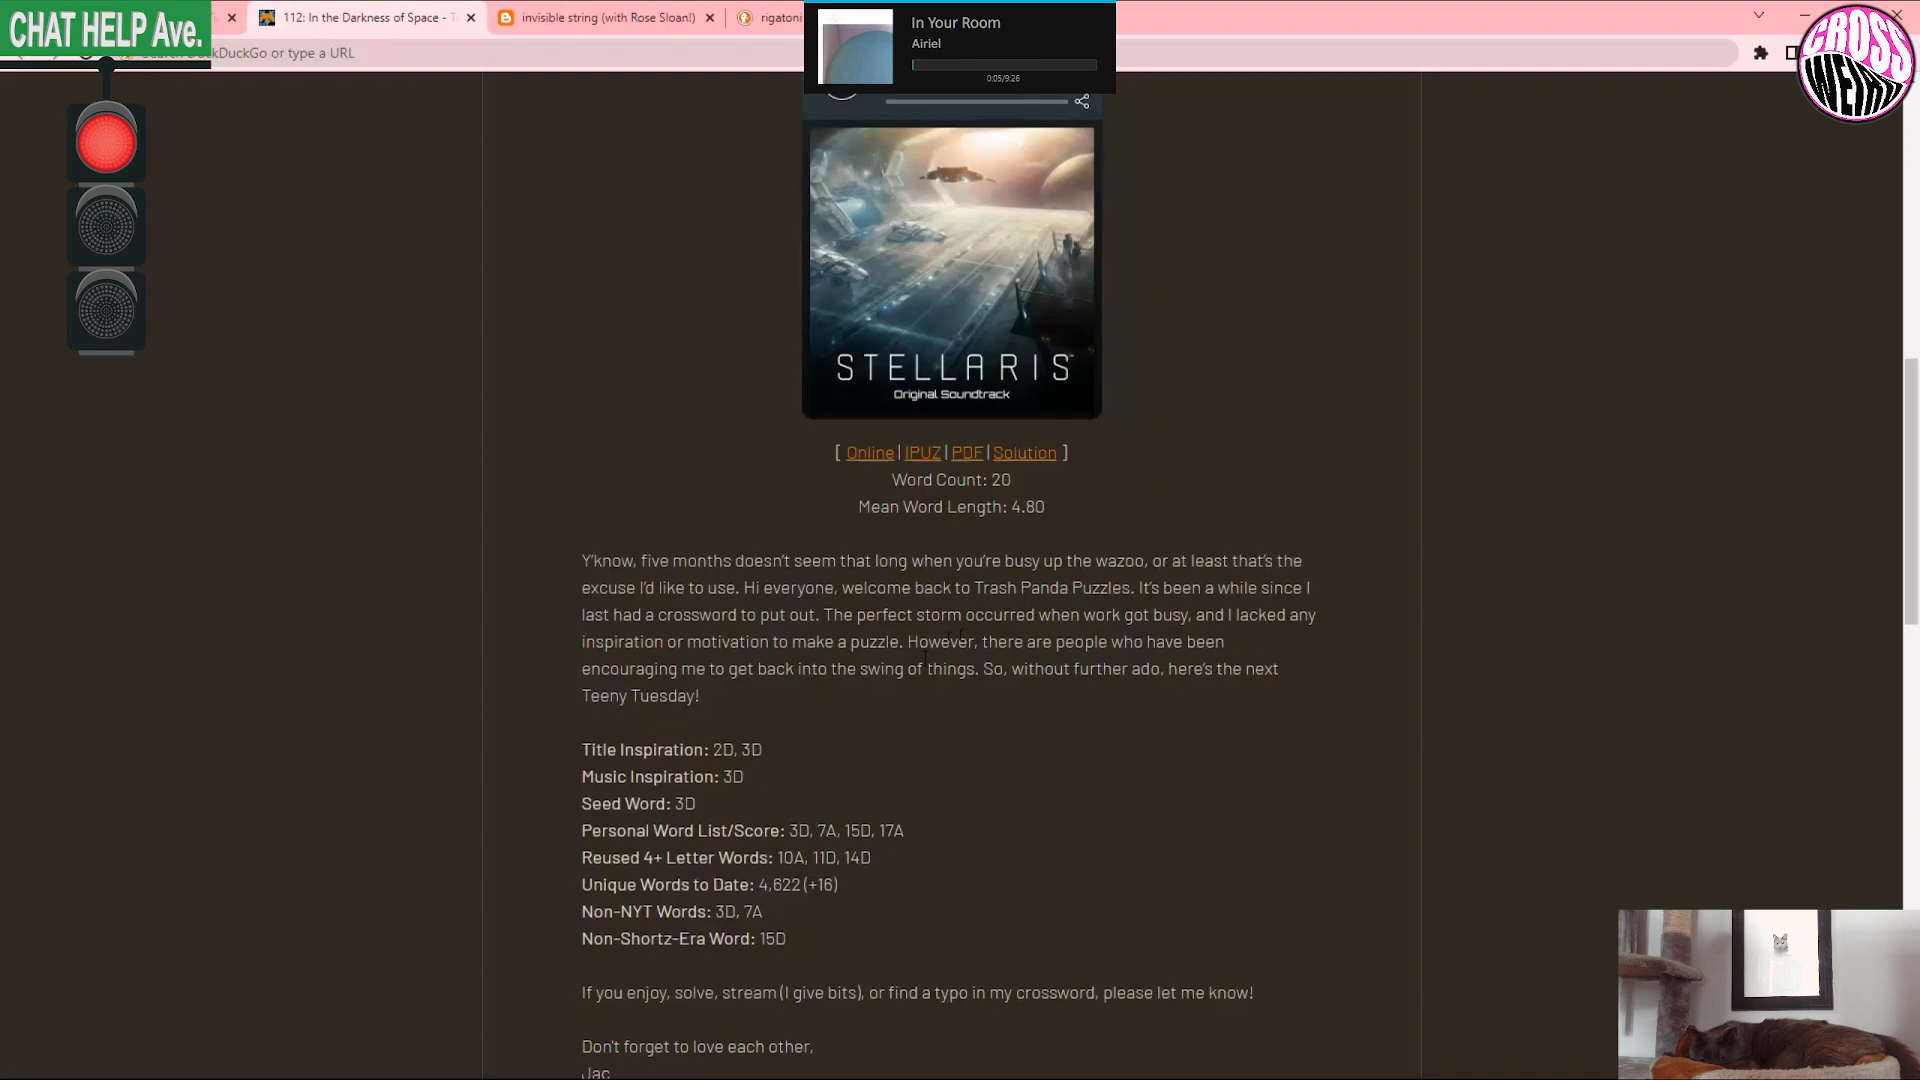 CHAT HELP Ave.
112: In the Darkness of Space - T
invisible string (with Rose Sloan!)
rigatoni
DuckDuckGo or type a URL
In Your Room
Airiel
0:05/9:26
CROSS
WEIRD
STELLARIS
Original Soundtrack
[ Online | IPUZ | PDF | Solution ]
Word Count: 20
Mean Word Length: 4.80
Y'know, five months doesn't seem that long when you're busy up the wazoo, or at least that's the
excuse I'd like to use. Hi everyone, welcome back to Trash Panda Puzzles. It's been a while since I
last had a crossword to put out. The perfect storm occurred when work got busy, and I lacked any
inspiration or motivation to make a puzzle. However, there are people who have been
encouraging me to get back into the swing of things. So, without further ado, here's the next
Teeny Tuesday!
Title Inspiration: 2D, 3D
Music Inspiration: 3D
Seed Word: 3D
Personal Word List/Score: 3D, 7A, 15D, 17A
Reused 4+ Letter Words: 10A, 11D, 14D
Unique Words to Date: 4,622 (+16)
Non-NYT Words: 3D, 7A
Non-Shortz-Era Word: 15D
If you enjoy, solve, stream (I give bits), or find a typo in my crossword, please let me know!
Don't forget to love each other,
Jac